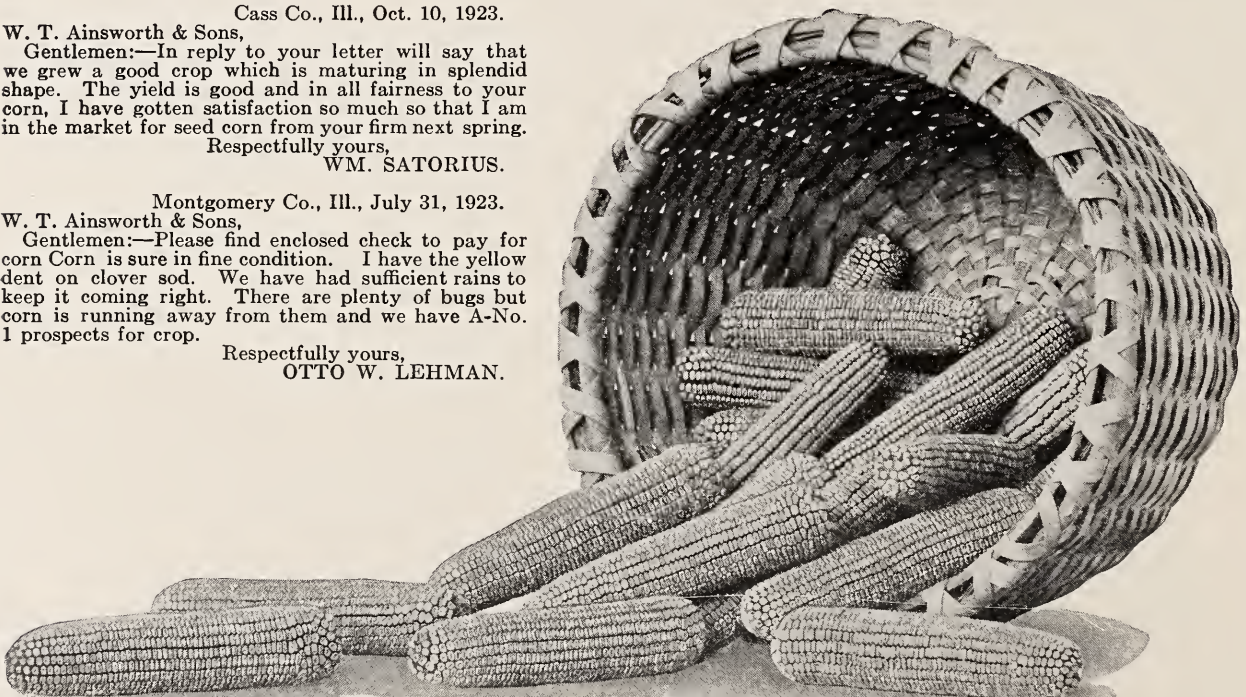 Cass Co., Ill., Oct. 10, 1923.
W. T. Ainsworth & Sons,
Gentlemen:—In reply to your letter will say that
we grew a good crop which is maturing in splendid
shape. The yield is good and in all fairness to your
corn, I have gotten satisfaction so much so that I am
in the market for seed corn from your firm next spring.
Respectfully yours,
WM. SATORIUS.
Montgomery Co., Ill., July 31, 1923.
W. T. Ainsworth & Sons,
Gentlemen:—Please find enclosed check to pay for
corn Corn is sure in fine condition. I have the yellow
dent on clover sod. We have had sufficient rains to
keep it coming right. There are plenty of bugs but
corn is running away from them and we have A-No.
1 prospects for crop.
Respectfully yours,
OTTO W. LEHMAN.